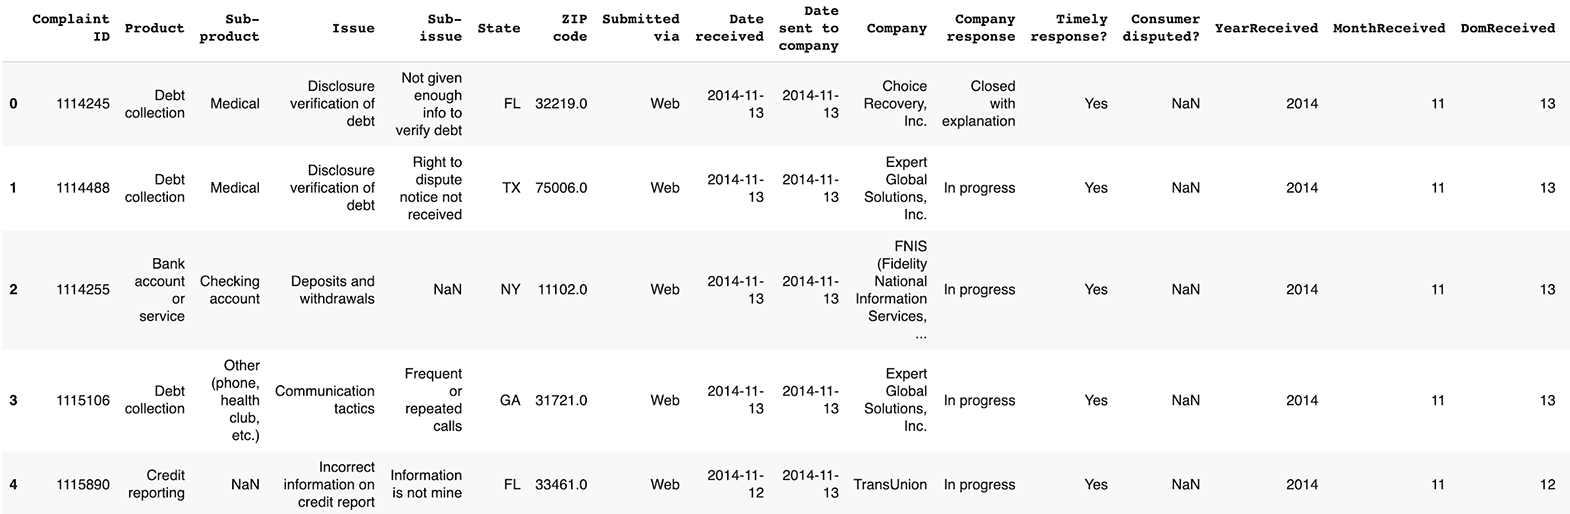 Complaint
ID
Product
Sub-
product
Issue
Sub-
issue
State
ZIP
code
Submitted
via
Date
received
Date
sent to
company
Company
Company
response
Timely
response?
Consumer
disputed?
YearReceived
MonthReceived
DomReceived
0
1114245
Debt
collection
Medical
Disclosure
verification of
debt
Not given
enough
info to
verify debt
FL
32219.0
Web
2014-11-
13
2014-11-
13
Choice
Recovery,
Inc.
Closed
with
explanation
Yes
NaN
2014
11
13
1
1114488
Debt
collection
Medical
Disclosure
verification of
debt
Right to
dispute
notice not
received
TX
75006.0
Web
2014-11-
13
2014-11-
13
Expert
Global
Solutions,
Inc.
In progress
Yes
NaN
2014
11
13
2
1114255
Bank
account
or
service
Checking
account
Deposits and
withdrawals
NaN
NY
11102.0
Web
2014-11-
13
2014-11-
13
FNIS
(Fidelity
National
Information
Services,
...
In progress
Yes
NaN
2014
11
13
3
1115106
Debt
collection
Other
(phone,
health
club,
etc.)
Communication
tactics
Frequent
or
repeated
calls
GA
31721.0
Web
2014-11-
13
2014-11-
13
Expert
Global
Solutions,
Inc.
In progress
Yes
NaN
2014
11
13
4
1115890
Credit
reporting
NaN
Incorrect
information on
credit report
Information
is not mine
FL
33461.0
Web
2014-11-
12
2014-11-
13
TransUnion
In progress
Yes
NaN
2014
11
12